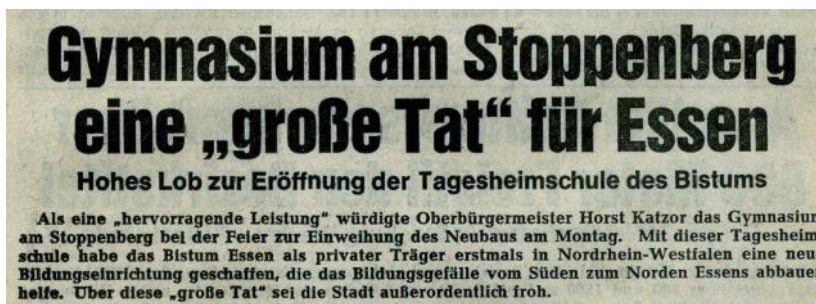 Gymnasium am Stoppenberg
eine „große Tat“ für Essen
Hohes Lob zur Eröffnung der Tagesheimschule des Bistums
Als eine „hervorragende Leistung“ würdigte Oberbürgermeister Horst Katzor das Gymnasium
am Stoppenberg bei der Feier zur Einweihung des Neubaus am Montag. Mit dieser Tagesheim
schule habe das Bistum Essen als privater Träger erstmals in Nordrhein-Westfalen eine neu
Bildungseinrichtung geschaffen, die das Bildungsgefälle vom Süden zum Norden Essens abbauen
helfe. Über diese „große Tat“ sei die Stadt außerordentlich froh.